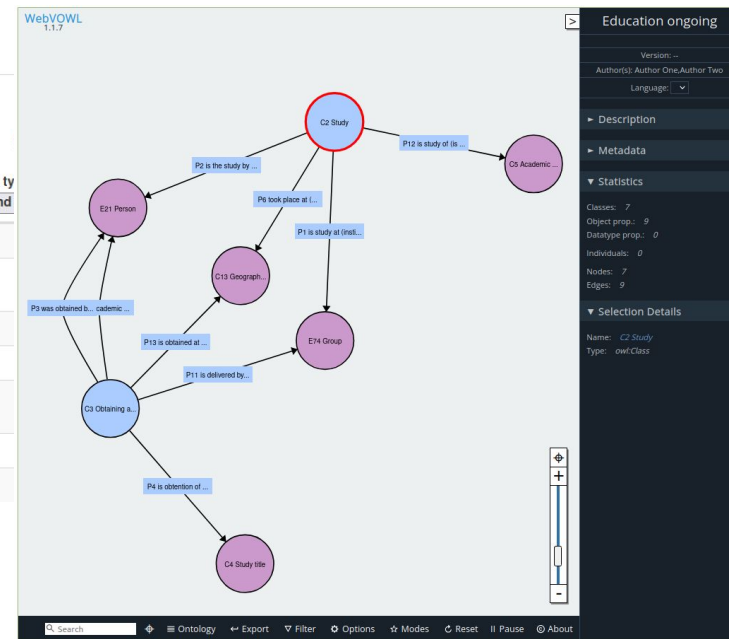 ty
nd
WebVOWL
1.1.7
>
C2 Study
P12 is study of (is ...
C5 Academic ...
P2 is the study by ...
P6 took place at (...
E21 Person
P1 is study at (insti...
C13 Geograph...
P3 was obtained b...
cademic ...
P13 is obtained at ...
E74 Group
P11 is delivered by...
C3 Obtaining a...
P4 is obtention of ...
C4 Study title
+
-
Search
Ontology
Export
Filter
Options
Modes
Reset
Pause
About
Education ongoing
Version: --
Author(s): Author One,Author Two
Language:
Description
Metadata
Statistics
Classes: 7
Object prop.: 9
Datatype prop.: 0
Individuals: 0
Nodes: 7
Edges: 9
Selection Details
Name: C2 Study
Type: owl:Class